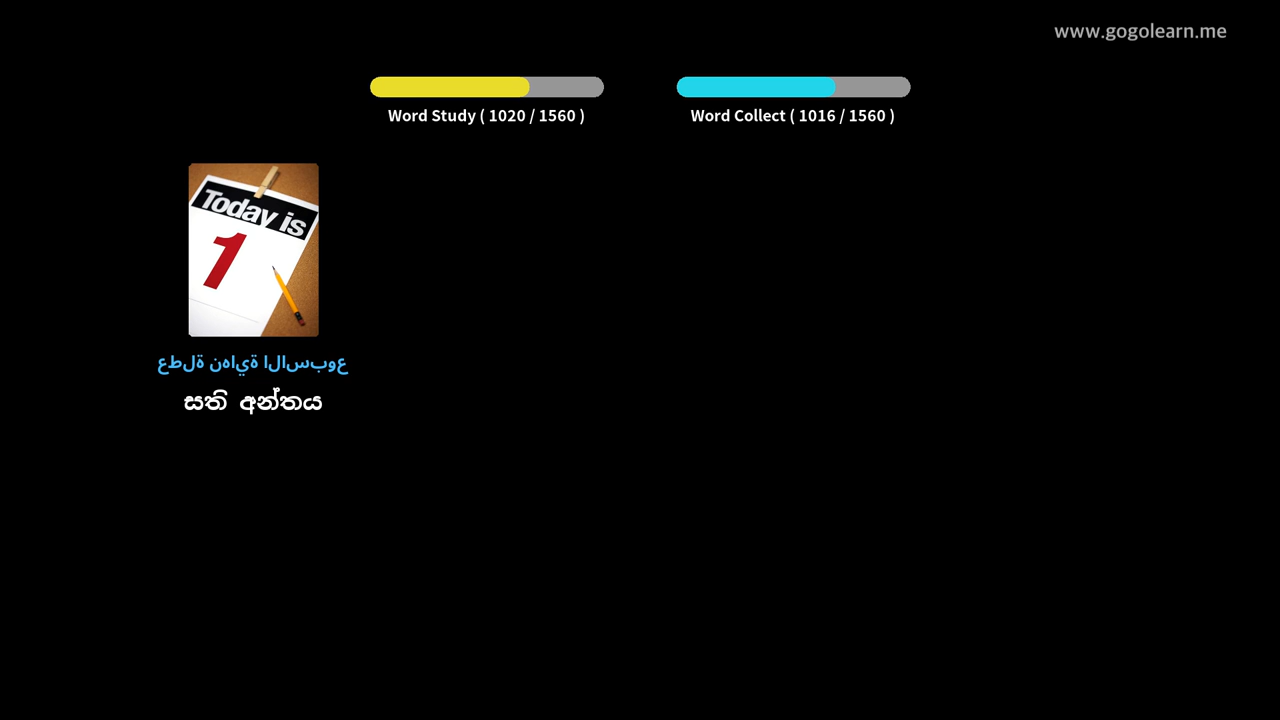 www.gogolearn.me
Word Study ( 1020 / 1560 )
Word Collect ( 1016 / 1560 )
Today is
1
عطلة نهاية الاسبوع
සති අන්තය